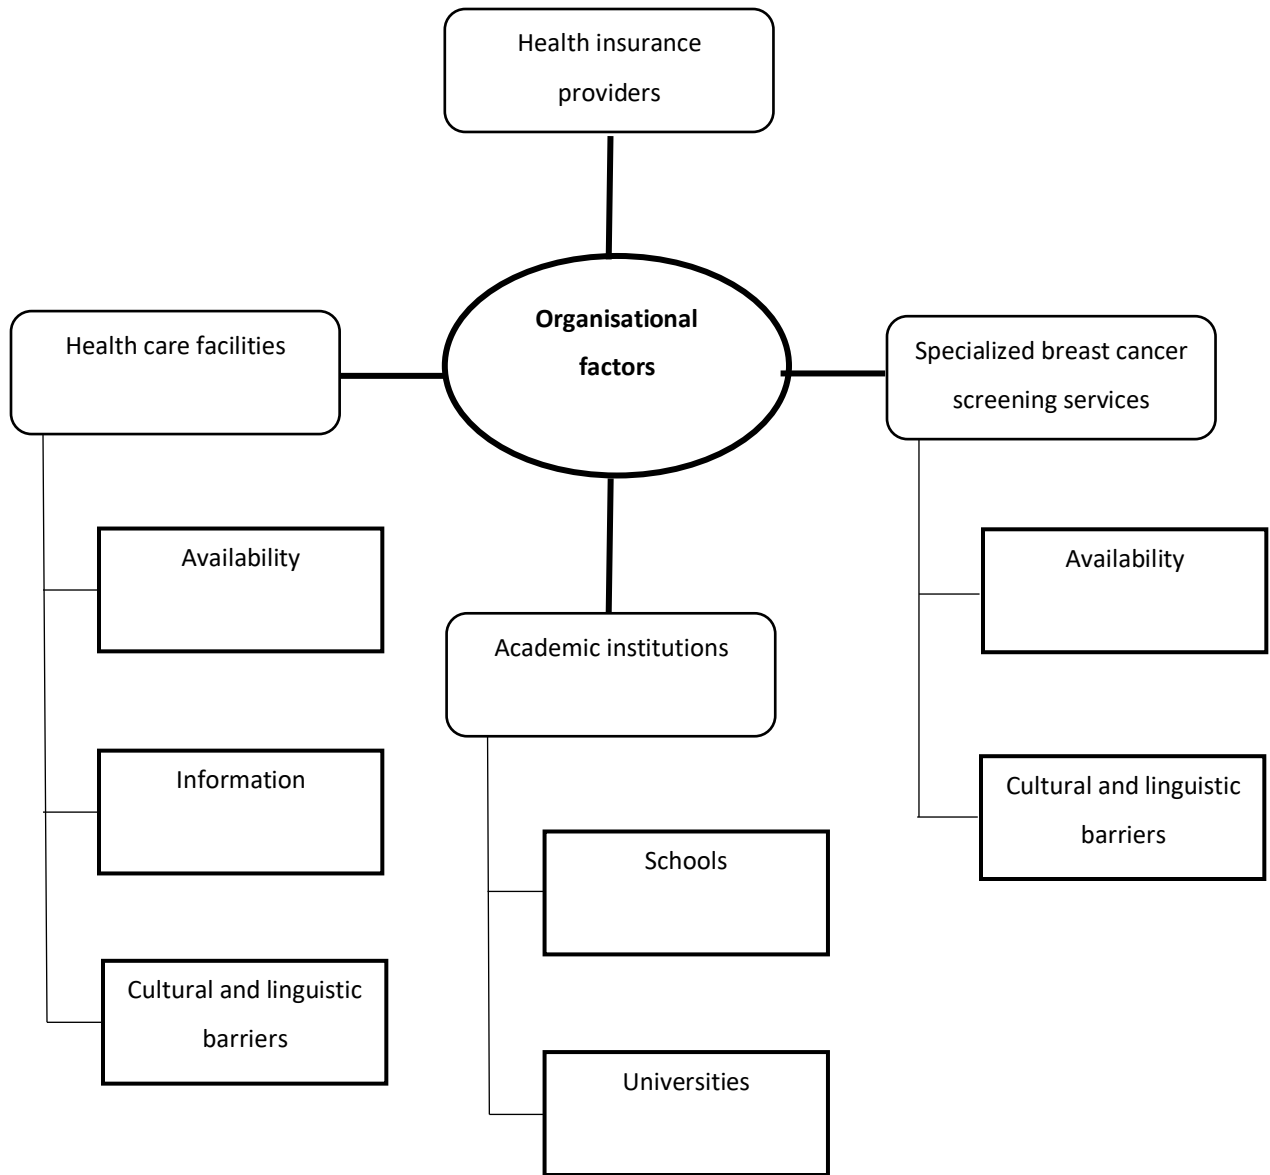 Health insurance
providers
Organisational
factors
Health care facilities
Specialized breast cancer
screening services
Availability
Information
Cultural and linguistic
barriers
Academic institutions
Schools
Universities
Availability
Cultural and linguistic
barriers